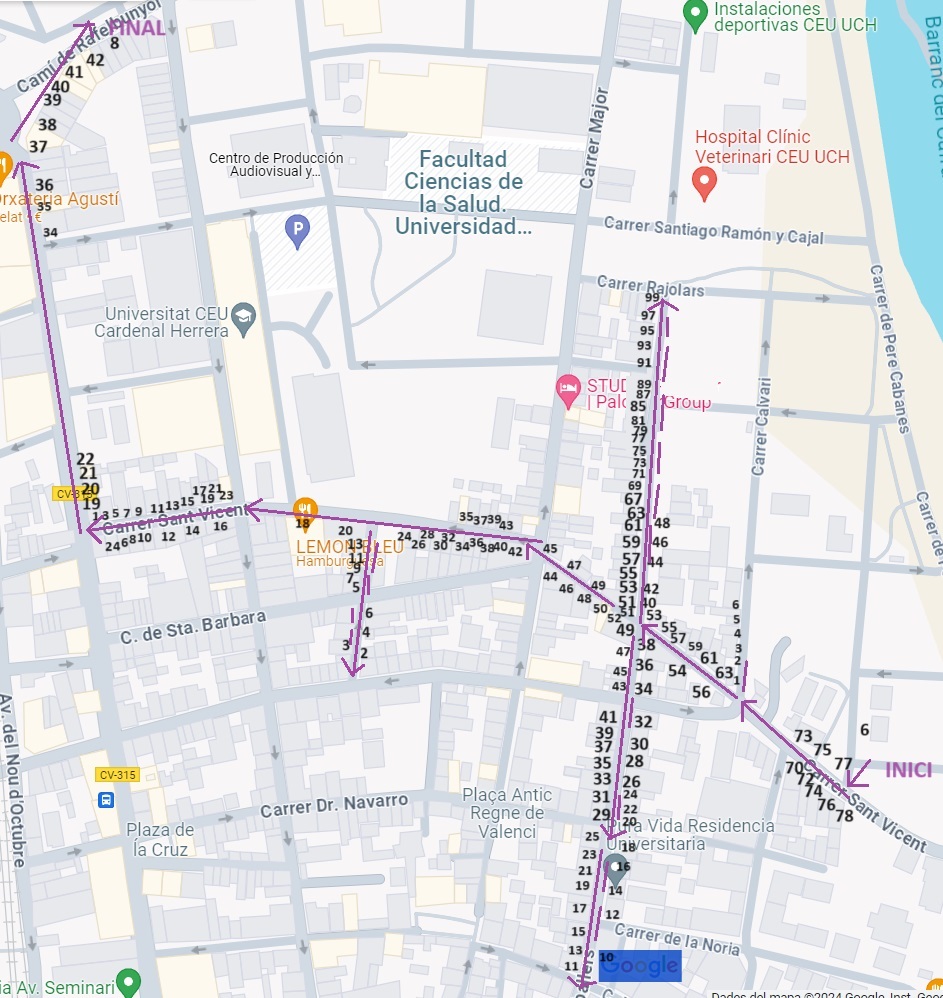 FINAL
Instalaciones
deportivas CEU UCH
Camí de Rafe
8
42
41
40
39
38
37
Centro de Producción
Audiovisual y...
Facultad
Ciencias de
la Salud.
Universidad...
Carrer Major
Hospital Clínic
Veterinari CEU UCH
Orxateria Agustí
36
35
34
P
Carrer Santiago Ramón y Cajal
Carrer Rajolars
Carrer de Pere Cabanes
Universitat CEU
Cardenal Herrera
99
97
95
93
91
89
87
85
81
79
77
75
73
71
69
67
63
61
59
57
55
53
51
49
48
46
44
42
40
38
STUD
| Palo
Group
Carrer Calvari
22
21
20
19
CV-315
1 3 5 7 9 11 13 15 17 19 21 23
Carrer Sant Vicent
24 6 8 10 12 14 16
18
20
LEMON BLEU
Hamburguesa
35 37 39 43
24 26 28 30 32 34 36 38 40 42
45
47
49
51
44
46
48
50
52
13
11
9
7
5
3
6
4
2
C. de Sta. Barbara
53
55
57
59
61
63
54
56
6
5
4
3
2
1
47
45
43
41
39
37
35
33
31
29
25
23
21
19
17
15
13
11
36
34
32
30
28
26
24
22
20
18
16
14
12
10
73
75
77
6
INICI
70
72
74
76
78
Carrer Sant Vicent
Av. del Nou d'Octubre
CV-315
Carrer Dr. Navarro
Plaça Antic
Regne de
Valenci
Plaza de
la Cruz
Vida Residencia
Universitaria
Carrer de la Noria
Google
ia Av. Seminari
Dades del mapa ©2024 Google, Inst. Geo